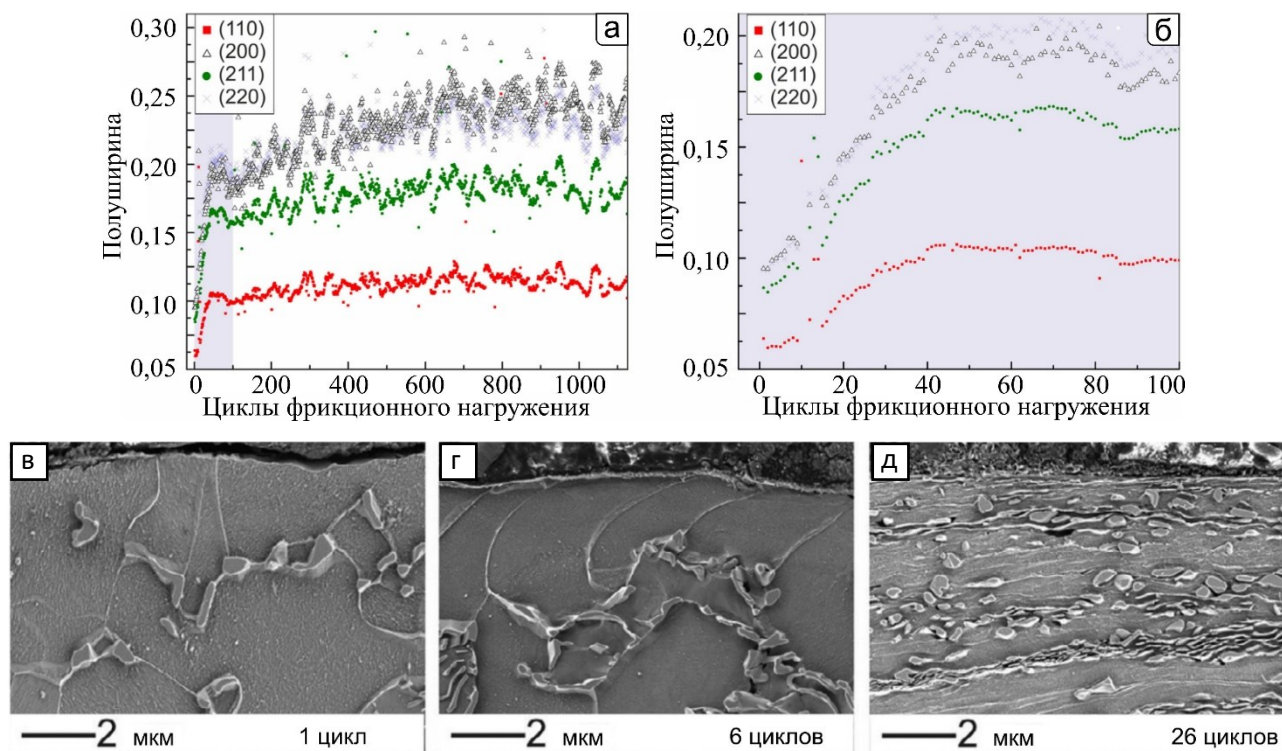 а
0,30
0,25
0,20
0,15
0,10
0,05
Полуширина
(110)
(200)
(211)
(220)
0 200 400 600 800 1000
Циклы фрикционного нагружения
б
0,20
0,15
0,10
0,05
Полуширина
(110)
(200)
(211)
(220)
0 20 40 60 80 100
Циклы фрикционного нагружения
в
2 мкм 1 цикл
г
2 мкм 6 циклов
д
2 мкм 26 циклов